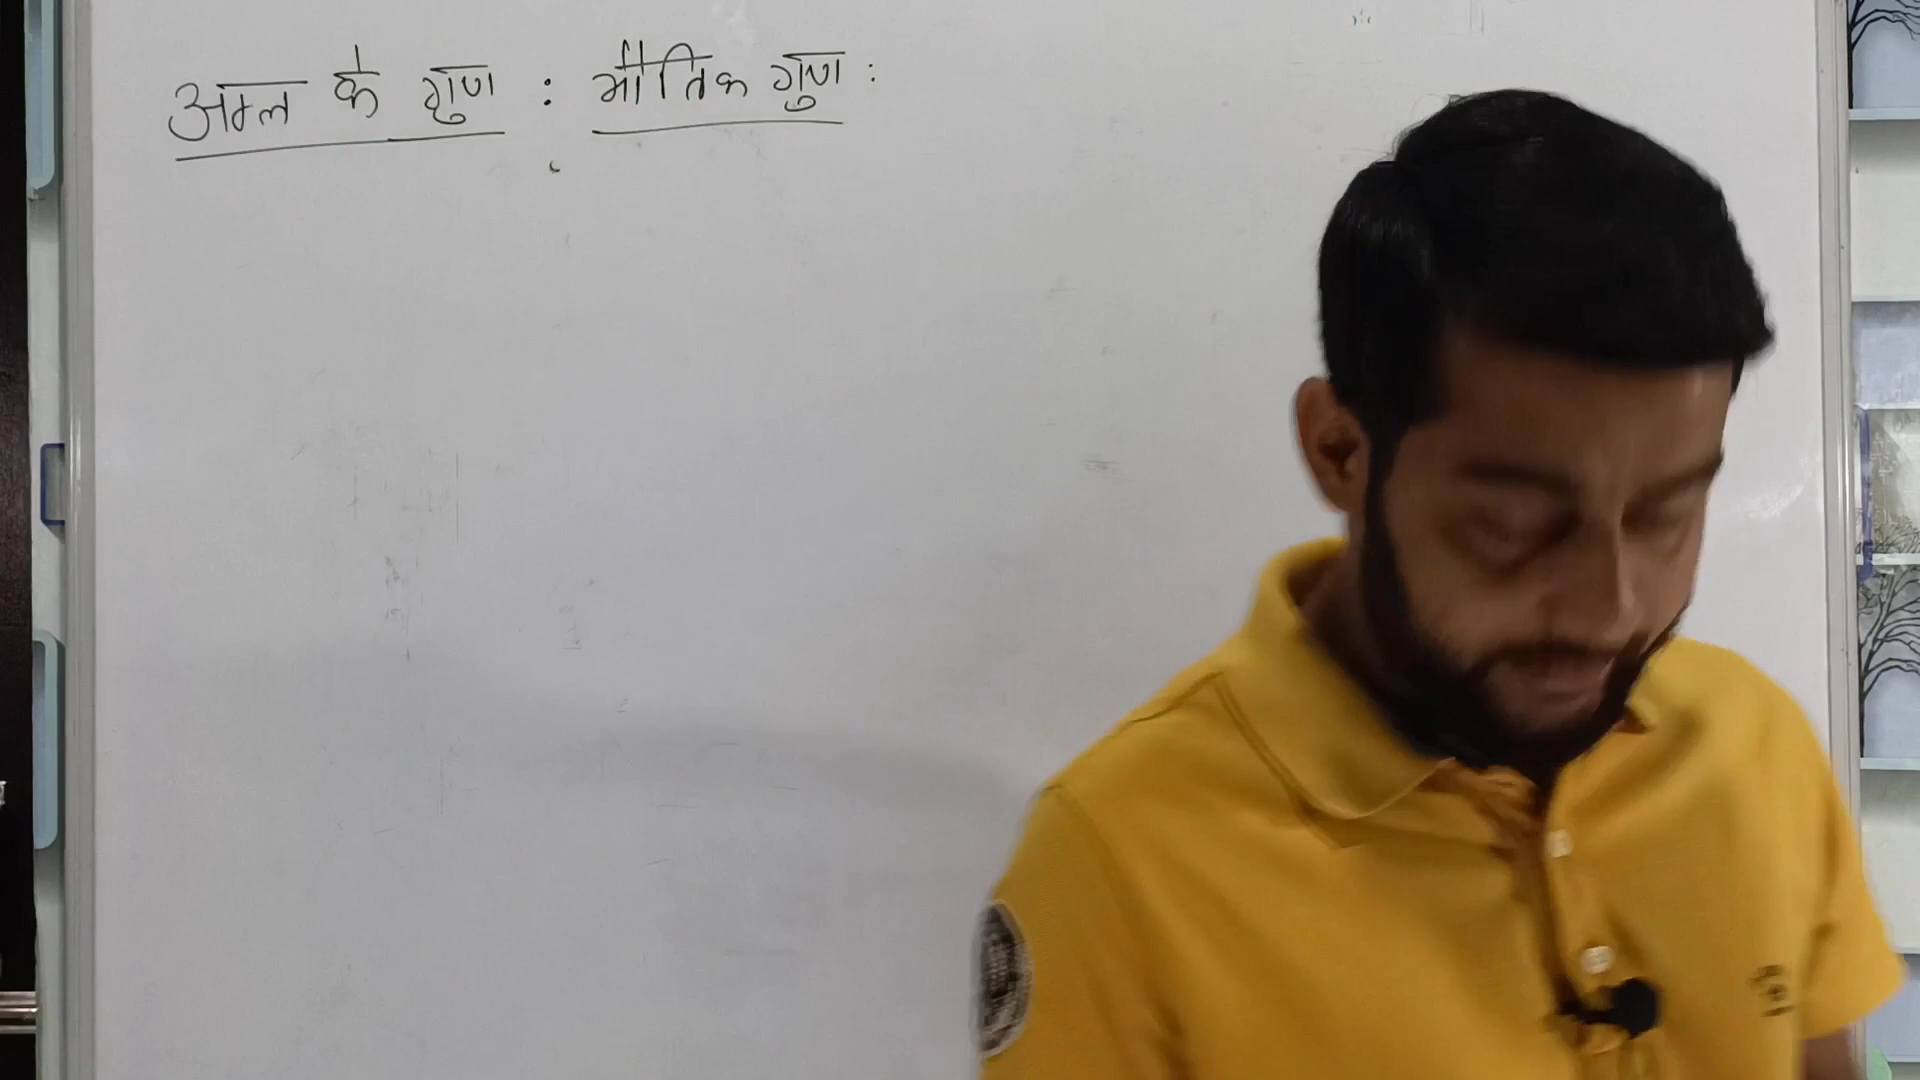 अम्ल के गुण : भौतिक गुण :